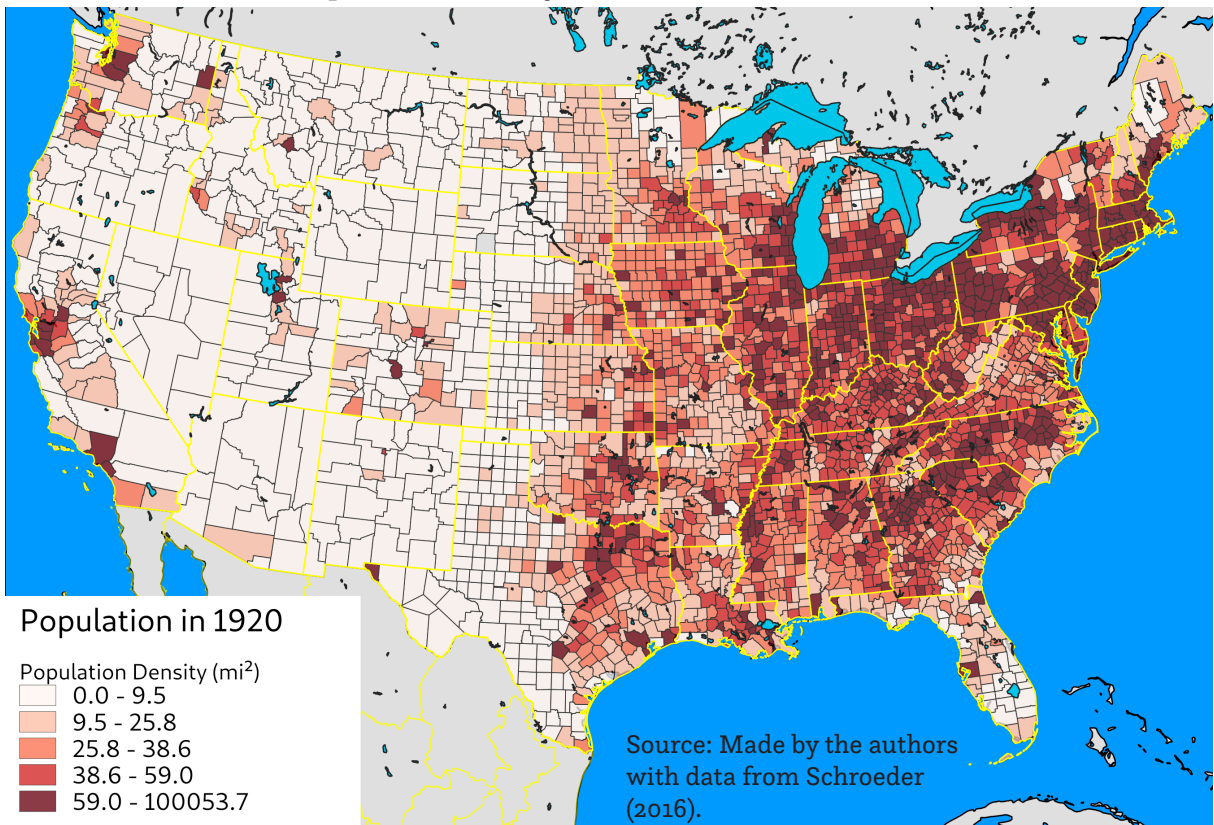 Population in 1920
Population Density (mi²)
0.0 - 9.5
9.5 - 25.8
25.8 - 38.6
38.6 - 59.0
59.0 - 100053.7
Source: Made by the authors
with data from Schroeder
(2016).